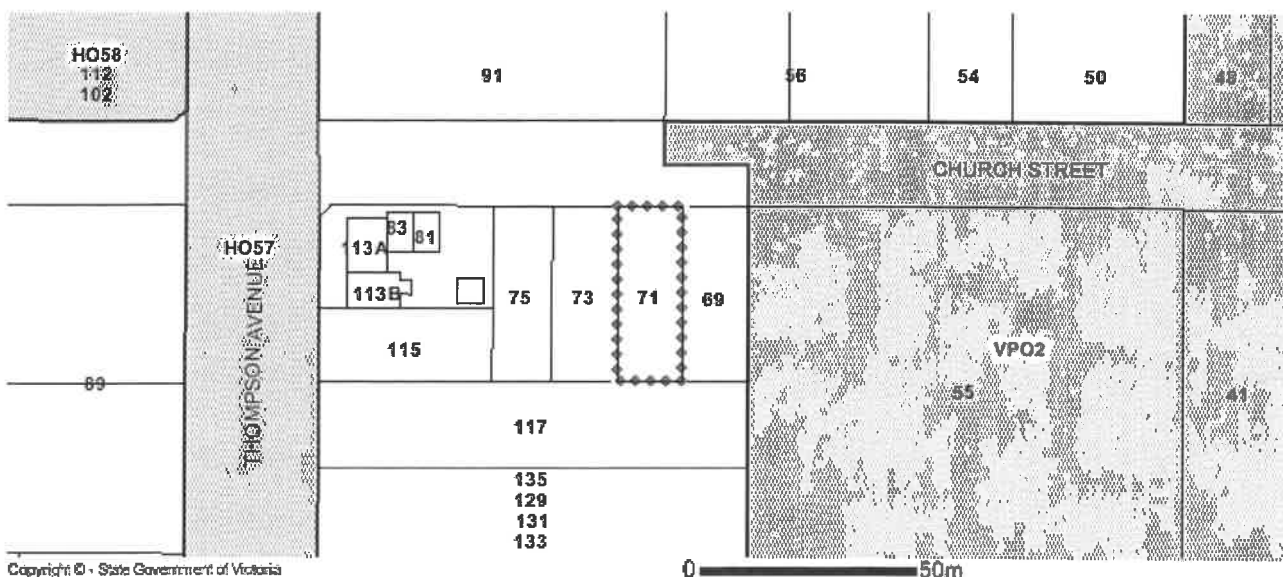 HO58
112
102
91
56
54
50
48
CHURCH STREET
HO57
THOMPSON AVENUE
113A
83
81
113B
75
73
71
69
115
VPO2
55
41
89
117
135
129
131
133
Copyright © - State Government of Victoria
0 50m